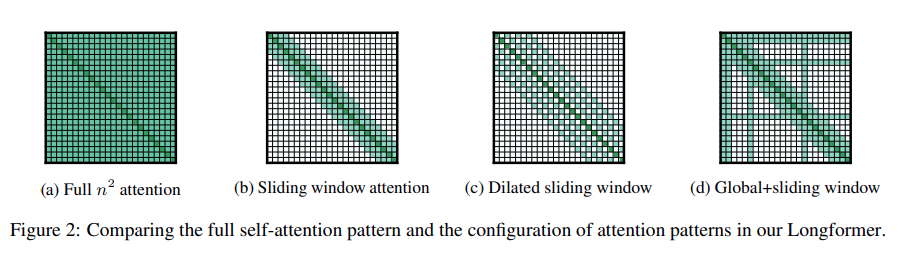 (a) Full n² attention
(b) Sliding window attention
(c) Dilated sliding window
(d) Global+sliding window
Figure 2: Comparing the full self-attention pattern and the configuration of attention patterns in our Longformer.